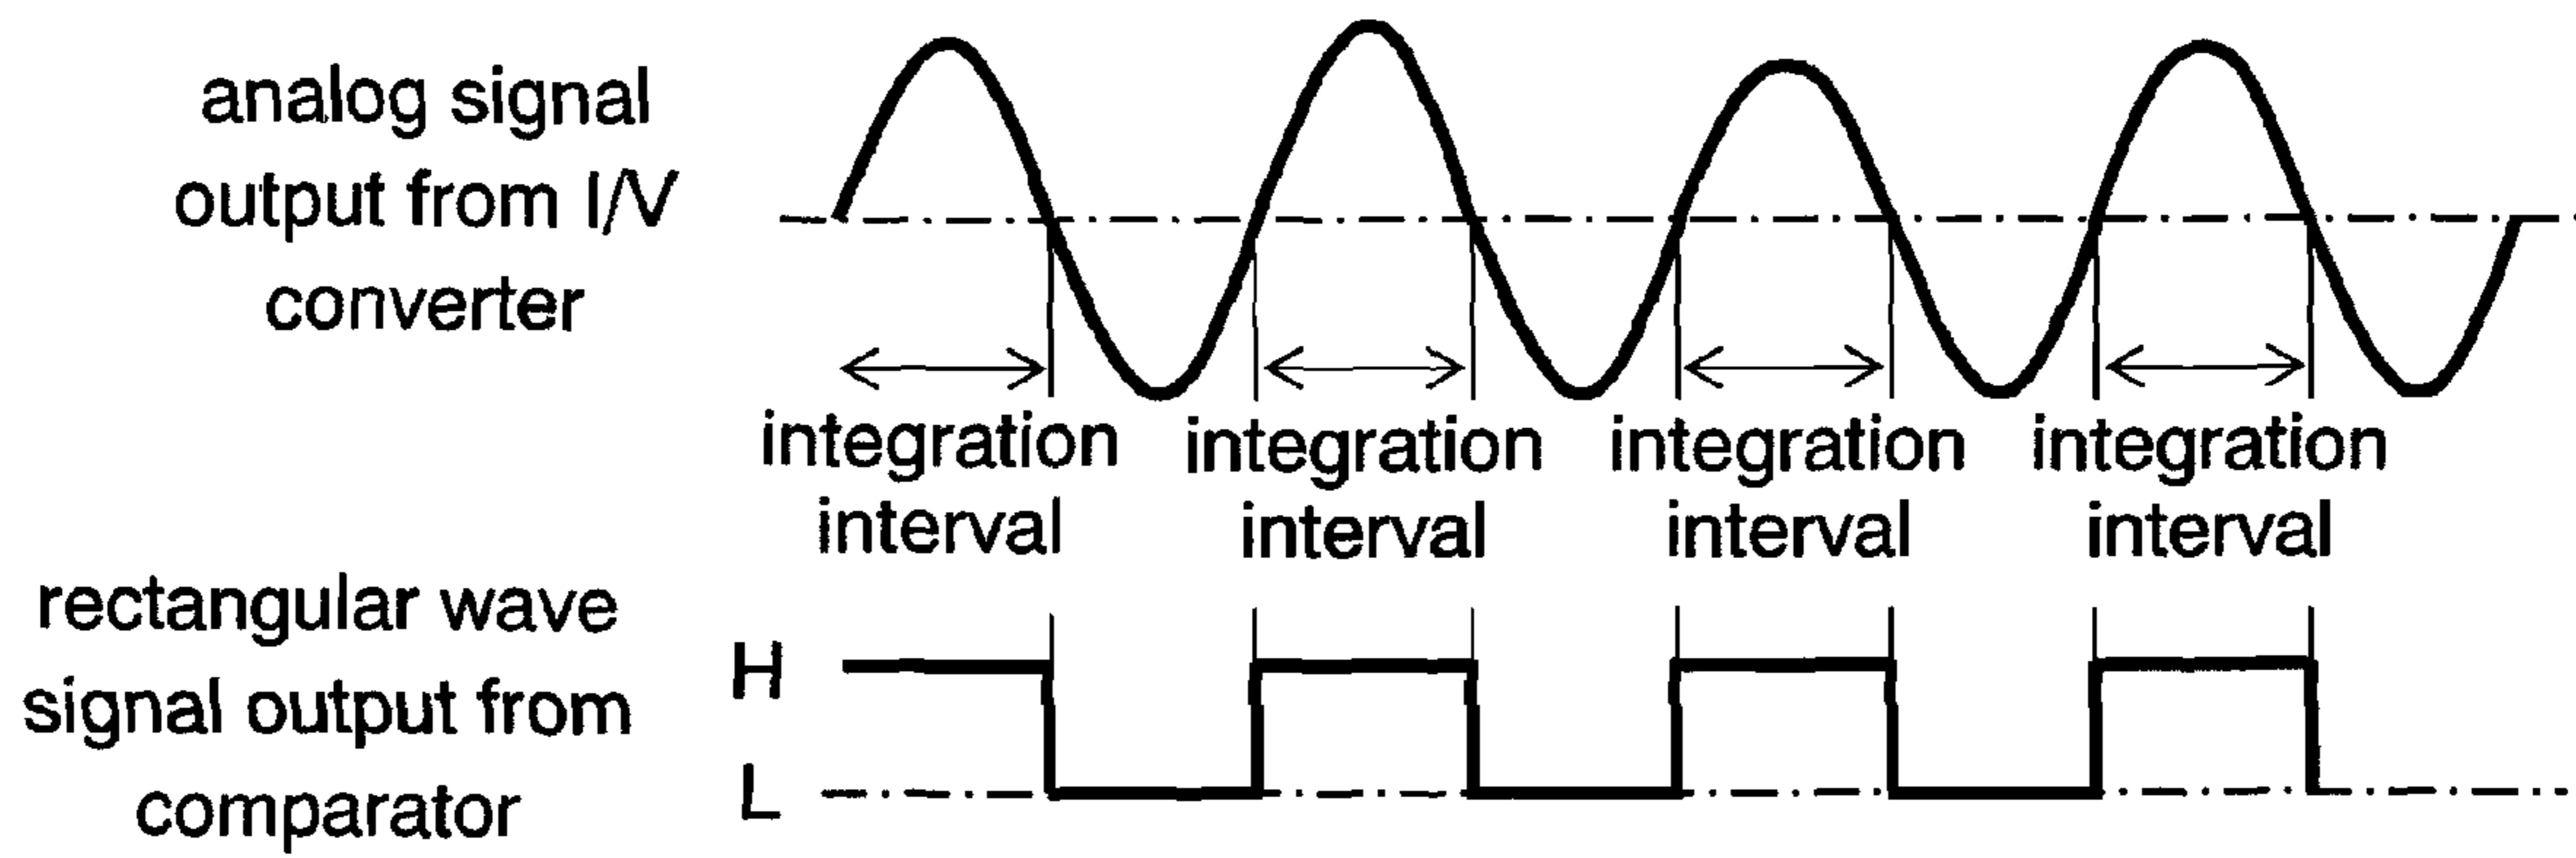 analog signal
output from I/V
converter
integration
interval
integration
interval
integration
interval
integration
interval
rectangular wave
signal output from
comparator
H
L